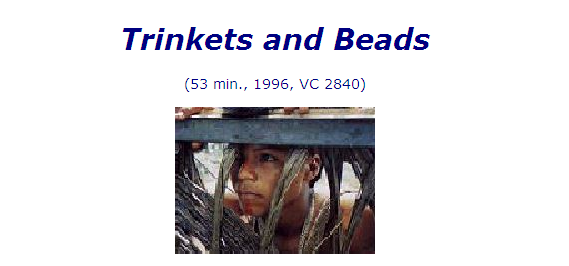 Trinkets and Beads
(53 min., 1996, VC 2840)